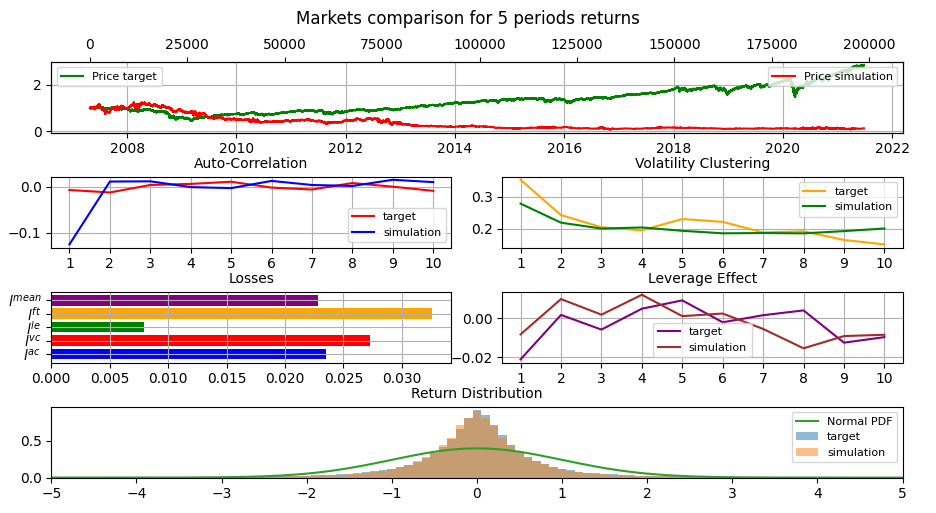 Markets comparison for 5 periods returns
0 25000 50000 75000 100000 125000 150000 175000 200000
2
0
Price target
Price simulation
2008 2010 2012 2014 2016 2018 2020 2022
Auto-Correlation
0.0
−0.1
target
simulation
1 2 3 4 5 6 7 8 9 10
Volatility Clustering
0.3
0.2
target
simulation
1 2 3 4 5 6 7 8 9 10
Losses
l^mean
l^ft
l^le
l^vc
l^ac
0.000 0.005 0.010 0.015 0.020 0.025 0.030
Leverage Effect
0.00
−0.02
target
simulation
1 2 3 4 5 6 7 8 9 10
Return Distribution
0.5
0.0
Normal PDF
target
simulation
−5 −4 −3 −2 −1 0 1 2 3 4 5